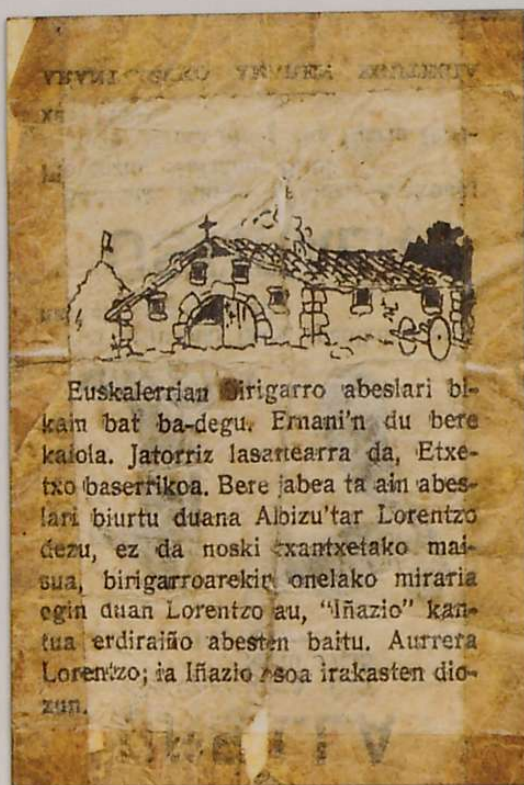 Euskalerrian birigarro abeslari bi-
kain bat ba-degu. Ernani'n du bere
kaiola. Jatorriz lasartearra da, Etxe-
txo baserrikoa. Bere jabea ta ain abes-
lari biurtu duana Albizu'tar Lorentzo
dezu, ez da noski txantxetako mai-
sua, birigarroarekin onelako miraria
egin duan Lorentzo au, "Iñazio" kan-
tua erdiraiño abesten baitu. Aurrera
Lorentzo; ia Iñazio osoa irakasten dio-
zun.